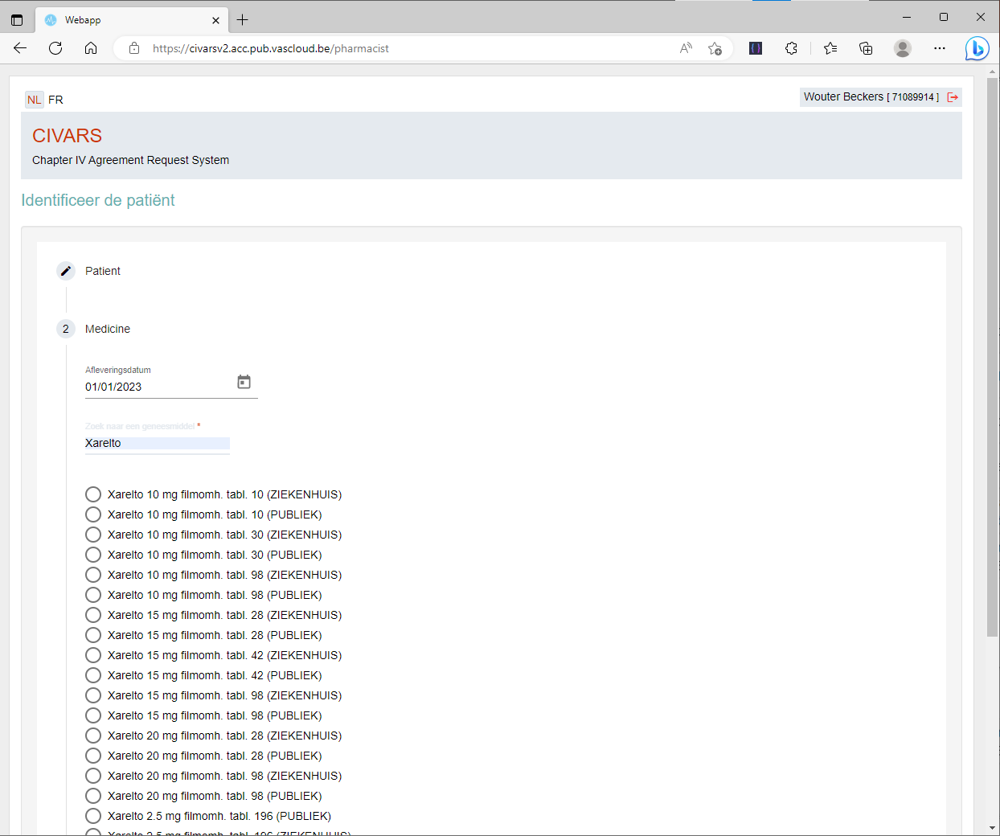 Webapp
https://civarsv2.acc.pub.vascloud.be/pharmacist
NL FR
Wouter Beckers [ 71089914 ]
CIVARS
Chapter IV Agreement Request System
Identificeer de patiënt
Patient
2 Medicine
Afleveringsdatum
01/01/2023
Zoek naar een geneesmiddel *
Xarelto
Xarelto 10 mg filmomh. tabl. 10 (ZIEKENHUIS)
Xarelto 10 mg filmomh. tabl. 10 (PUBLIEK)
Xarelto 10 mg filmomh. tabl. 30 (ZIEKENHUIS)
Xarelto 10 mg filmomh. tabl. 30 (PUBLIEK)
Xarelto 10 mg filmomh. tabl. 98 (ZIEKENHUIS)
Xarelto 10 mg filmomh. tabl. 98 (PUBLIEK)
Xarelto 15 mg filmomh. tabl. 28 (ZIEKENHUIS)
Xarelto 15 mg filmomh. tabl. 28 (PUBLIEK)
Xarelto 15 mg filmomh. tabl. 42 (ZIEKENHUIS)
Xarelto 15 mg filmomh. tabl. 42 (PUBLIEK)
Xarelto 15 mg filmomh. tabl. 98 (ZIEKENHUIS)
Xarelto 15 mg filmomh. tabl. 98 (PUBLIEK)
Xarelto 20 mg filmomh. tabl. 28 (ZIEKENHUIS)
Xarelto 20 mg filmomh. tabl. 28 (PUBLIEK)
Xarelto 20 mg filmomh. tabl. 98 (ZIEKENHUIS)
Xarelto 20 mg filmomh. tabl. 98 (PUBLIEK)
Xarelto 2.5 mg filmomh. tabl. 196 (PUBLIEK)
Xarelto 2.5 mg filmomh. tabl. 196 (ZIEKENHUIS)